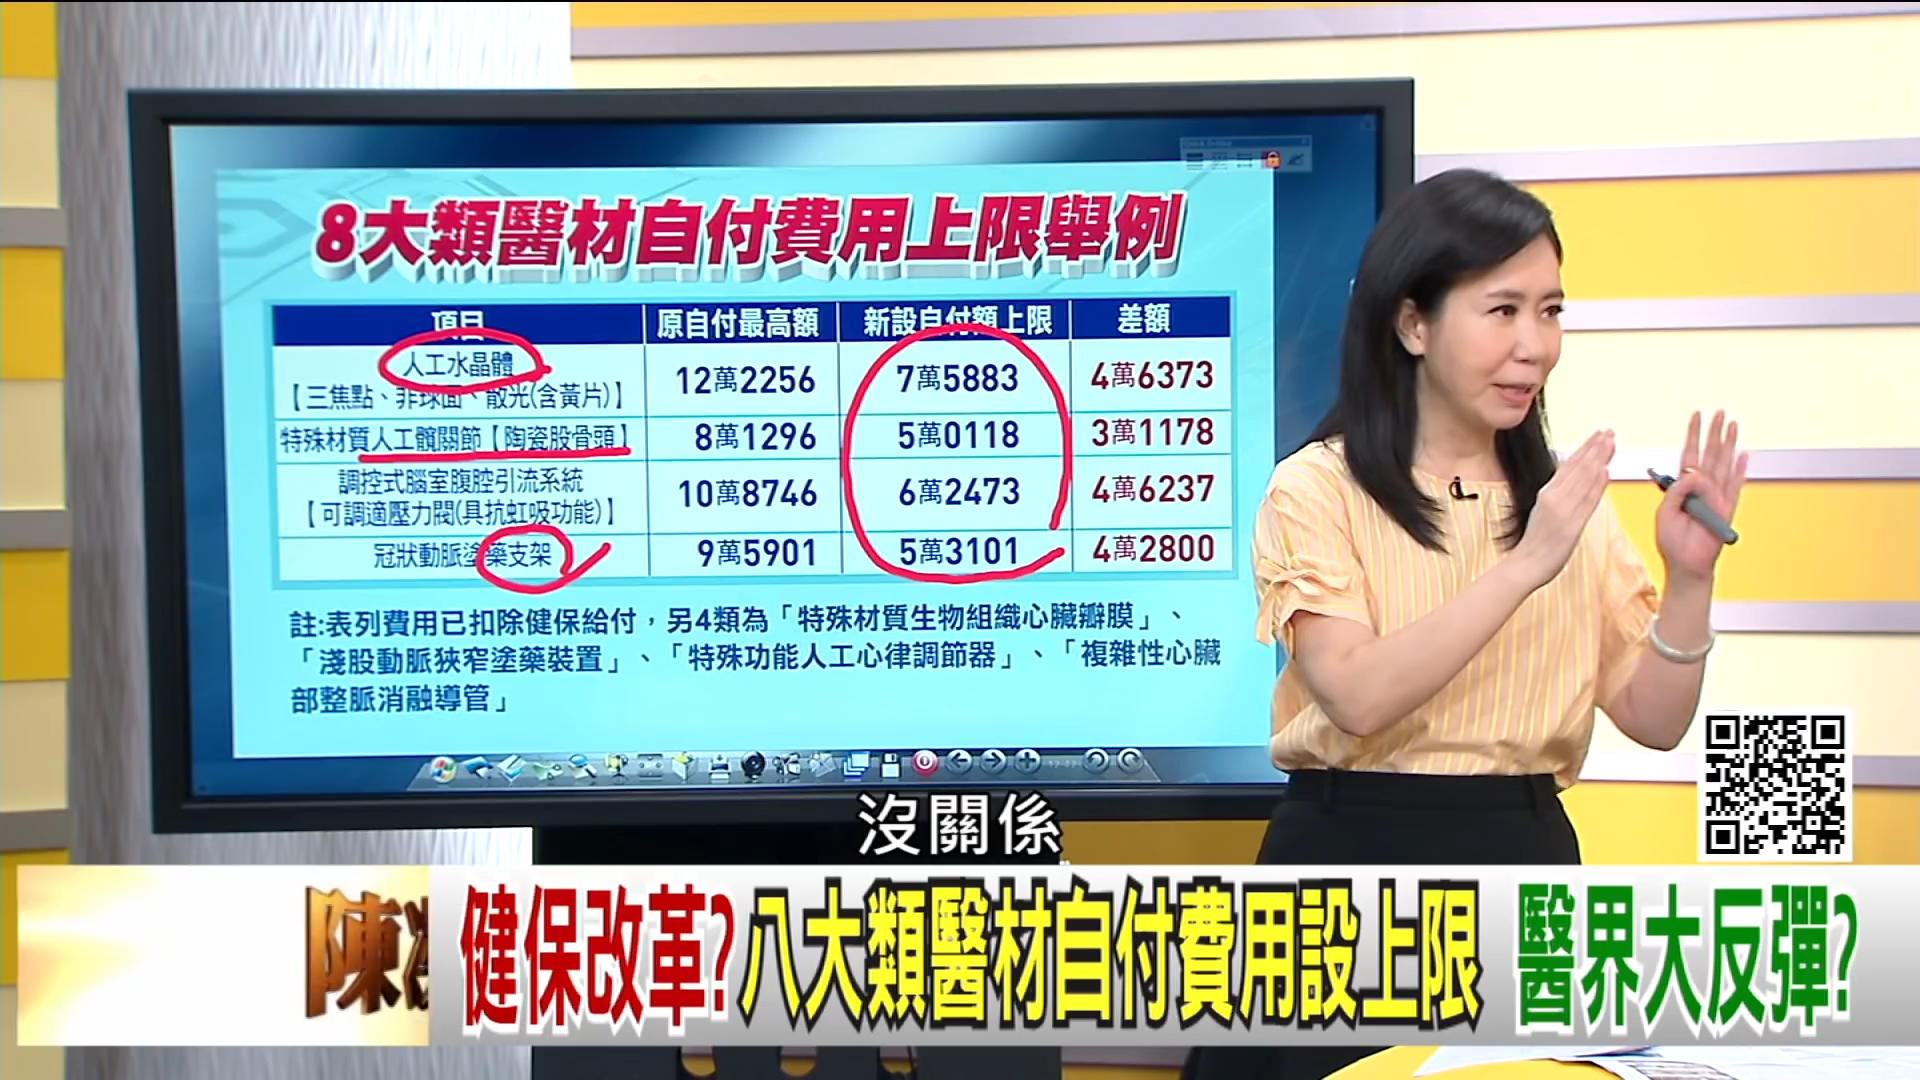 8大類醫材自付費用上限舉例
項目 原自付最高額 新設自付額上限 差額
人工水晶體
【三焦點、非球面、散光(含黃片)】 12萬2256 7萬5883 4萬6373
特殊材質人工髖關節【陶瓷股骨頭】 8萬1296 5萬0118 3萬1178
調控式腦室腹腔引流系統
【可調適壓力閥(具抗虹吸功能)】 10萬8746 6萬2473 4萬6237
冠狀動脈塗藥支架 9萬5901 5萬3101 4萬2800
註:表列費用已扣除健保給付，另4類為「特殊材質生物組織心臟瓣膜」、
「淺股動脈狹窄塗藥裝置」、「特殊功能人工心律調節器」、「複雜性心臟
部整脈消融導管」
沒關係
陳
健保改革?八大類醫材自付費用設上限 醫界大反彈?